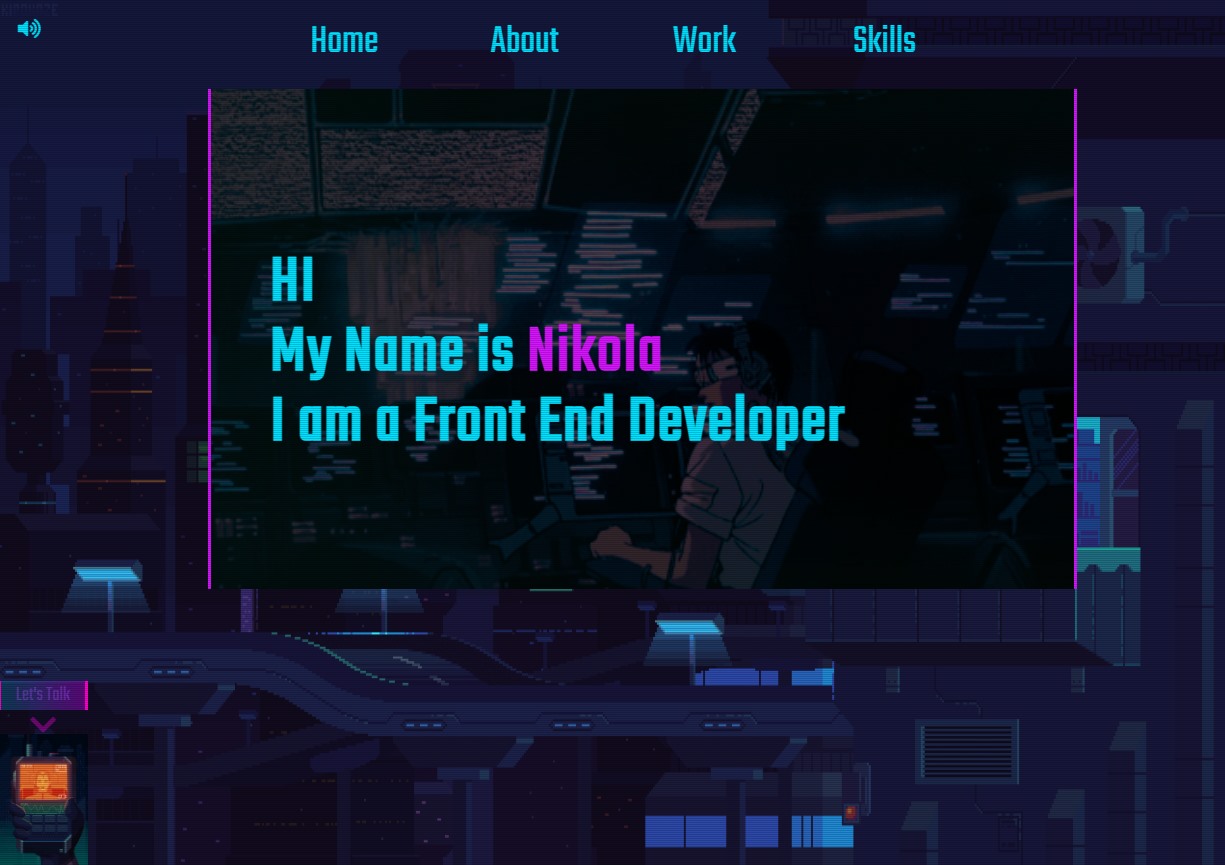 Home About Work Skills
HI
My Name is Nikola
I am a Front End Developer
Let's Talk